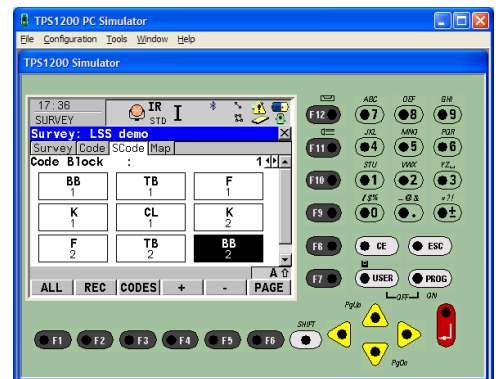 TPS1200 PC Simulator
File Configuration Tools Window Help
TPS1200 Simulator
17:36
SURVEY
IR
STD
I
Survey: LSS demo
Survey Code SCode Map
Code Block : 1
BB TB F
1 1 1
K CL K
1 1 2
F TB BB
2 2 2
A
ALL REC CODES + - PAGE
F12 ABC DEF GHI
7 8 9
F11 JKL MNO PQR
4 5 6
F10 STU VWX YZ
1 2 3
F9 /$% _@& *?!
0 . ±
F8 CE ESC
F7 USER PROG
OFF ON
PgUp
SHIFT
F1 F2 F3 F4 F5 F6
PgDn